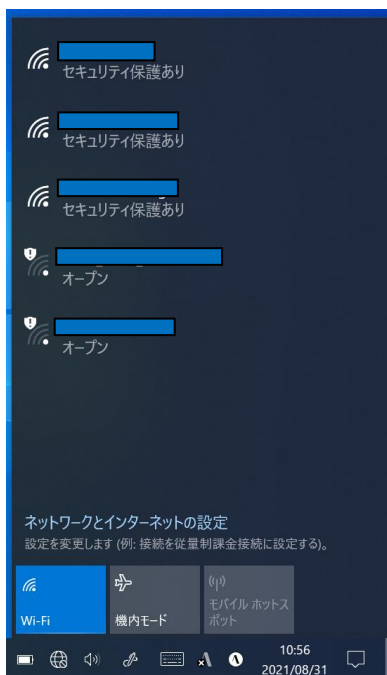 セキュリティ保護あり
セキュリティ保護あり
セキュリティ保護あり
オープン
オープン
ネットワークとインターネットの設定
設定を変更します (例: 接続を従量制課金接続に設定する)。
Wi-Fi
機内モード
モバイル ホットス
ポット
10:56
2021/08/31